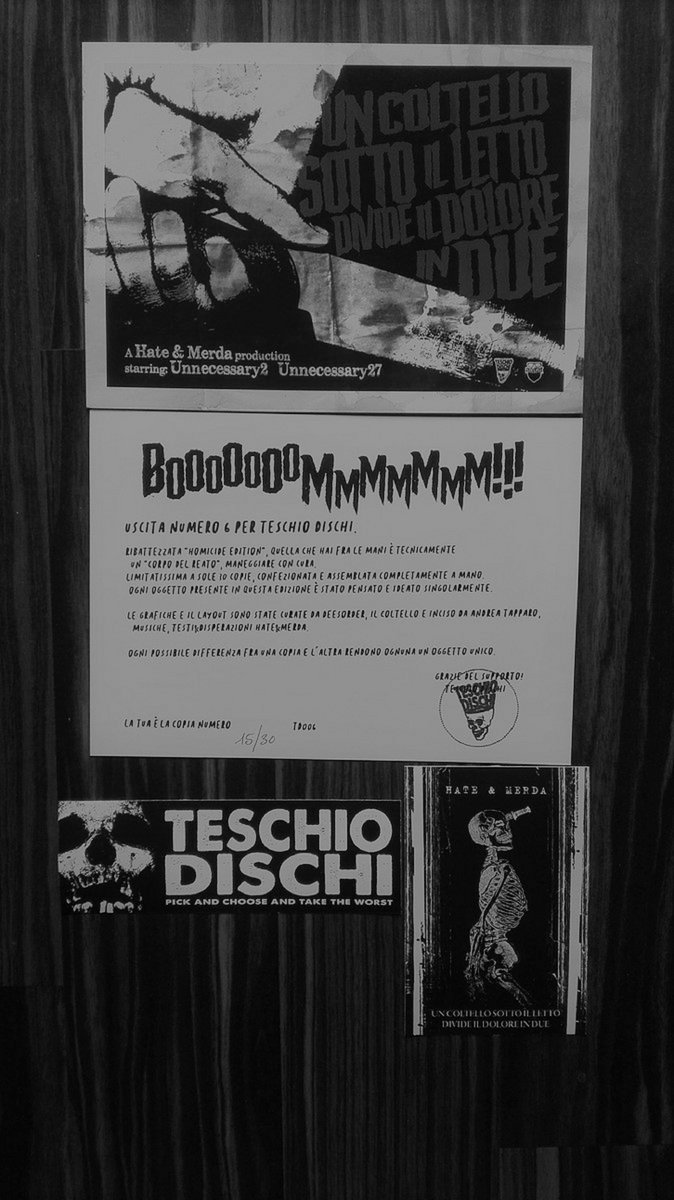 UN COLTELLO
SOTTO IL LETTO
DIVIDE IL DOLORE
IN DUE
A Hate & Merda production
starring: Unnecessary2 Unnecessary27
BOOOOOOOMMMMMMM!!!
USCITA NUMERO 6 PER TESCHIO DISCHI.
RIBATTEZZATA "HOMICIDE EDITION", QUELLA CHE HAI FRA LE MANI È TECNICAMENTE
UN "CORPO DEL REATO", MANEGGIARE CON CURA.
LIMITATISSIMA A SOLE 10 COPIE, CONFEZIONATA E ASSEMBLATA COMPLETAMENTE A MANO.
OGNI OGGETTO PRESENTE IN QUESTA EDIZIONE È STATO PENSATO E IDEATO SINGOLARMENTE.
LE GRAFICHE E IL LAYOUT SONO STATE CURATE DA DEESORDER, IL COLTELLO E INCISO DA ANDREA TAPPARO,
MUSICHE, TESTI&DISPERAZIONI HATE&MERDA.
OGNI POSSIBILE DIFFERENZA FRA UNA COPIA E L'ALTRA RENDONO OGNUNA UN OGGETTO UNICO.
GRAZIE DEL SUPPORTO!
TESCHIO
DISCHI
LA TUA È LA COPIA NUMERO 15/30 TD006
TESCHIO
DISCHI
PICK AND CHOOSE AND TAKE THE WORST
HATE & MERDA
UN COLTELLO SOTTO IL LETTO
DIVIDE IL DOLORE IN DUE